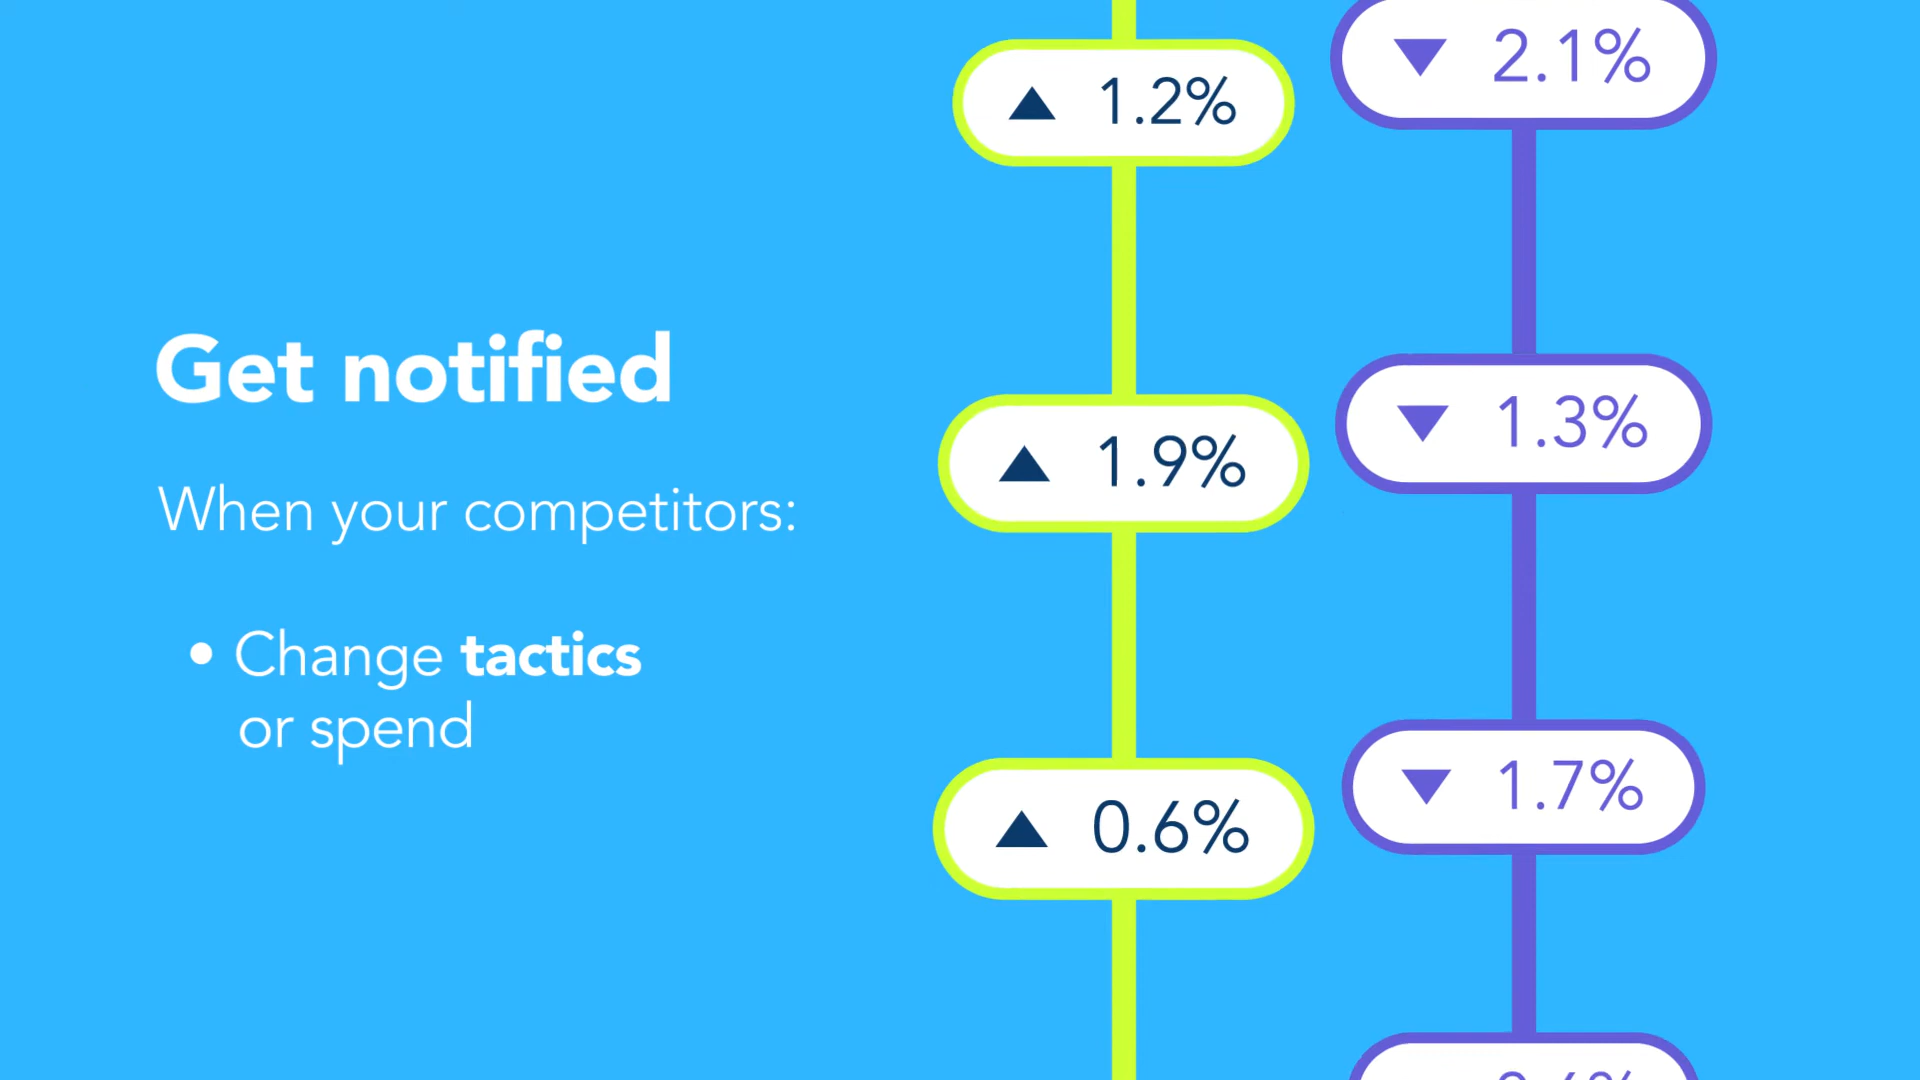 Get notified
When your competitors:
• Change tactics
or spend
▲ 1.2%
▲ 1.9%
▲ 0.6%
▼ 2.1%
▼ 1.3%
▼ 1.7%